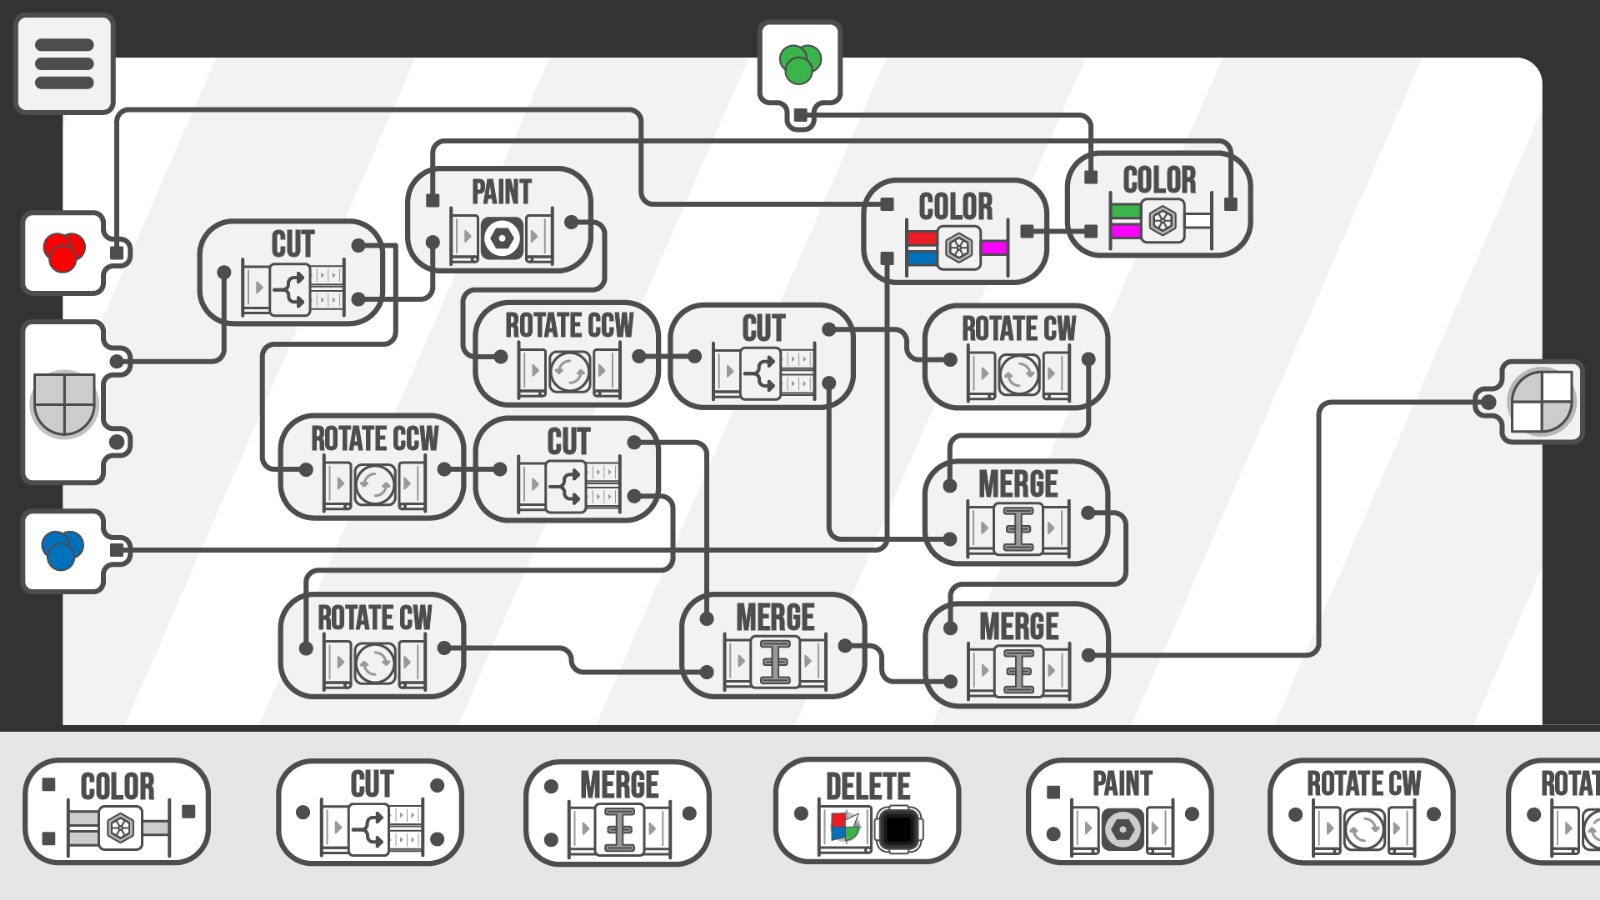 PAINT
COLOR
COLOR
CUT
ROTATE CCW
CUT
ROTATE CW
ROTATE CCW
CUT
MERGE
ROTATE CW
MERGE
MERGE
COLOR
CUT
MERGE
DELETE
PAINT
ROTATE CW
ROTAT